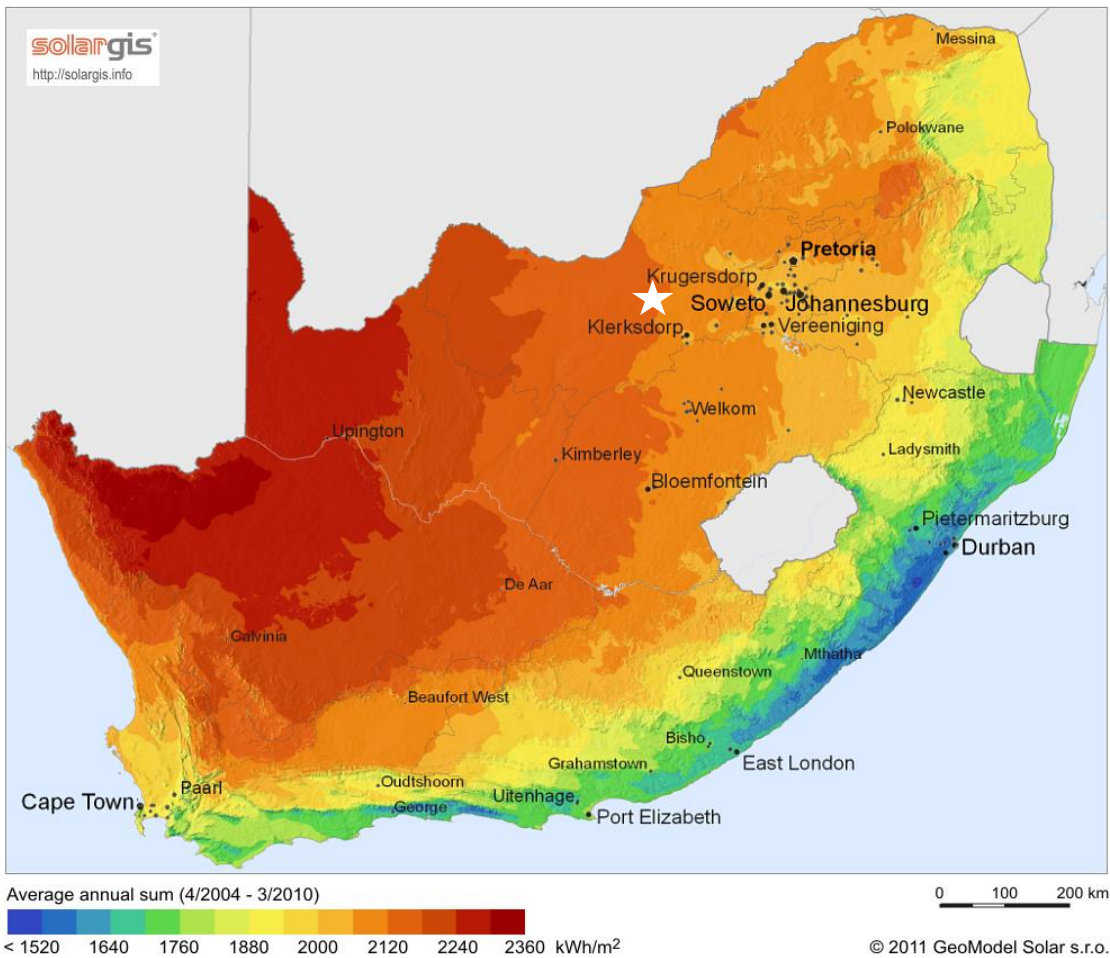 solargis
http://solargis.info
Messina
Polokwane
Pretoria
Krugersdorp
Soweto
Johannesburg
Klerksdorp
Vereeniging
Newcastle
Welkom
Upington
Kimberley
Ladysmith
Bloemfontein
Pietermaritzburg
Durban
De Aar
Calvinia
Mthatha
Queenstown
Beaufort West
Bisho
East London
Grahamstown
Oudtshoorn
Paarl
Uitenhage
Cape Town
George
Port Elizabeth
Average annual sum (4/2004 - 3/2010)
0 100 200 km
< 1520 1640 1760 1880 2000 2120 2240 2360 kWh/m2
© 2011 GeoModel Solar s.r.o.